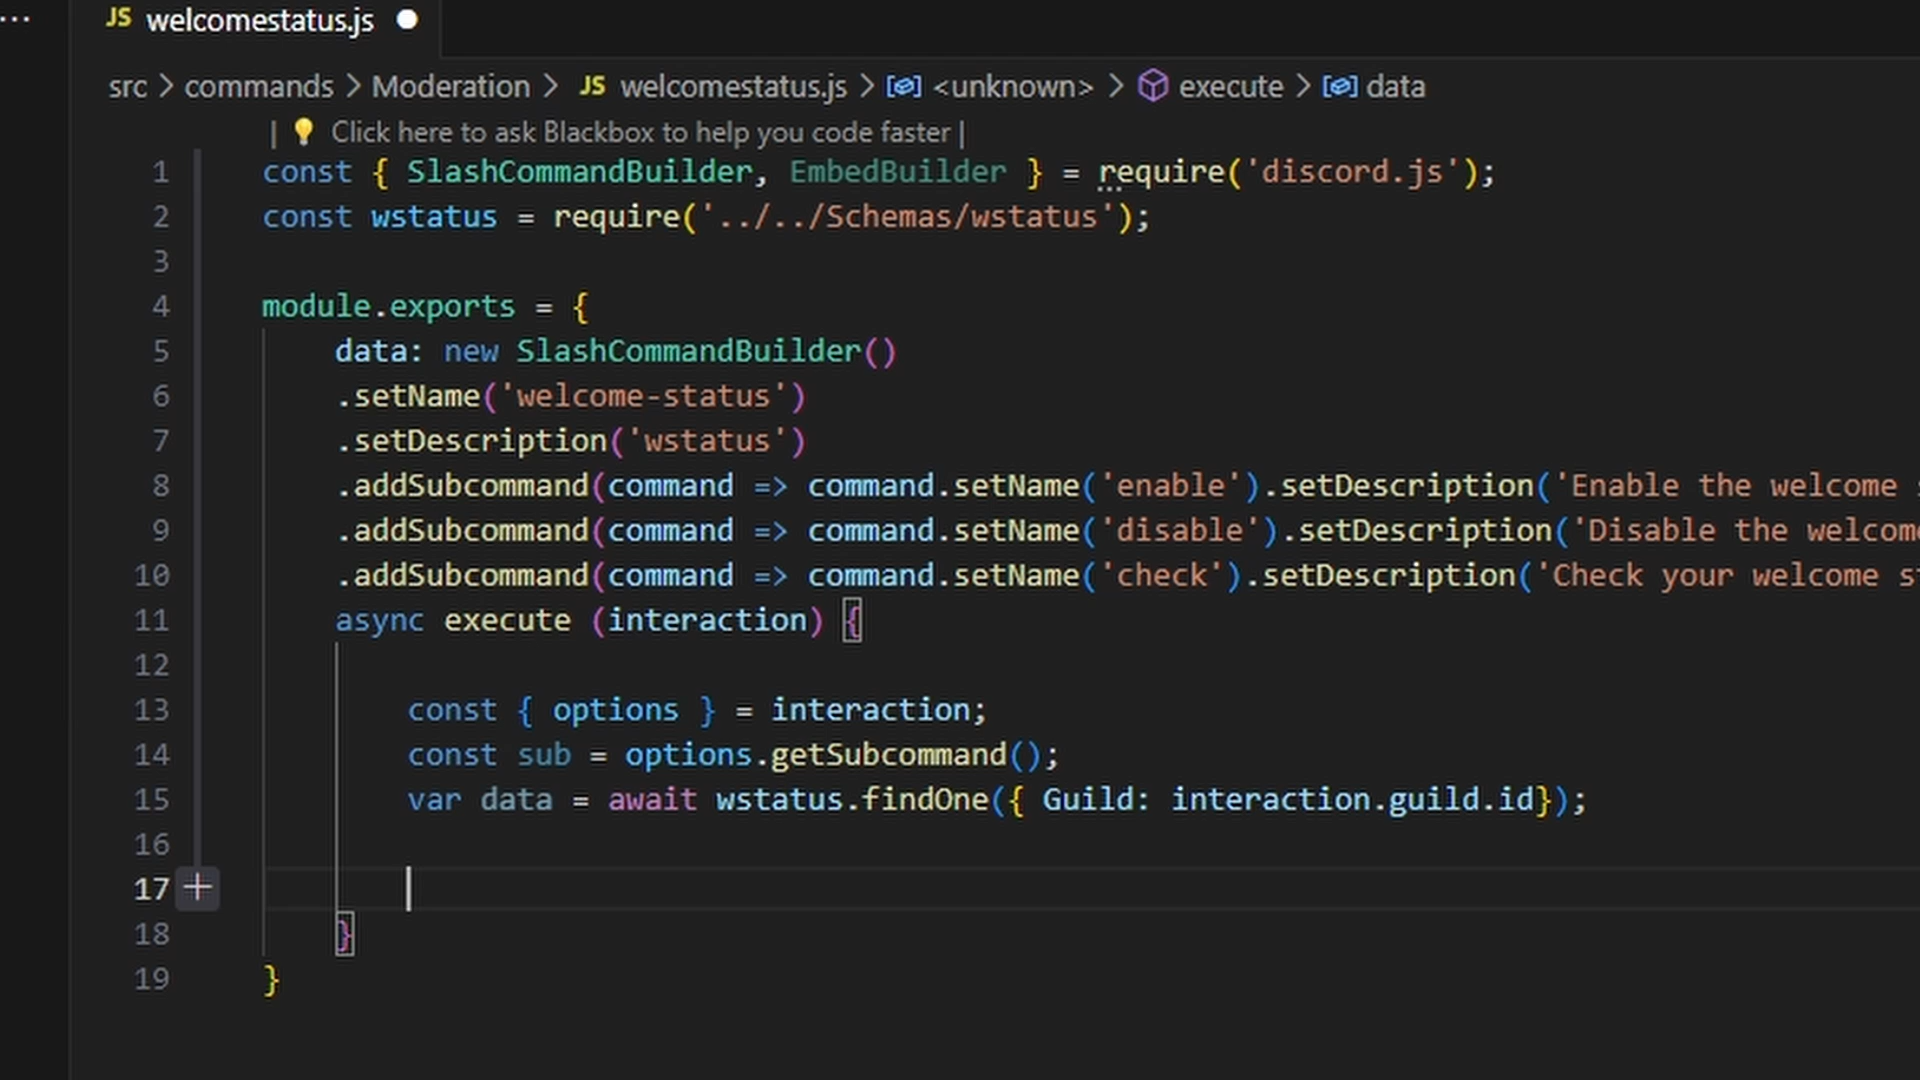 JS welcomestatus.js
src > commands > Moderation > JS welcomestatus.js > <unknown> > execute > data
| 💡 Click here to ask Blackbox to help you code faster |
1 const { SlashCommandBuilder, EmbedBuilder } = require('discord.js');
2 const wstatus = require('../../Schemas/wstatus');
3
4 module.exports = {
5 data: new SlashCommandBuilder()
6 .setName('welcome-status')
7 .setDescription('wstatus')
8 .addSubcommand(command => command.setName('enable').setDescription('Enable the welcome
9 .addSubcommand(command => command.setName('disable').setDescription('Disable the welcome
10 .addSubcommand(command => command.setName('check').setDescription('Check your welcome
11 async execute (interaction) {
12
13 const { options } = interaction;
14 const sub = options.getSubcommand();
15 var data = await wstatus.findOne({ Guild: interaction.guild.id});
16
17
18 }
19 }